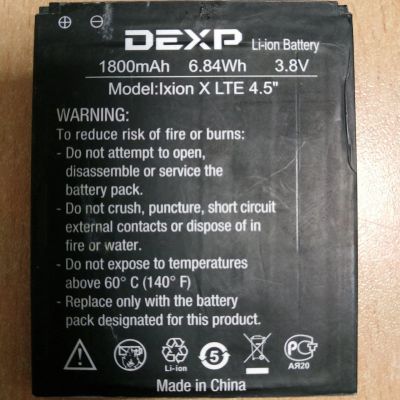 DEXP Li-ion Battery
1800mAh 6.84Wh 3.8V
Model:Ixion X LTE 4.5"
WARNING:
To reduce risk of fire or burns:
- Do not attempt to open,
disassemble or service the
battery pack.
- Do not crush, puncture, short circuit
external contacts or dispose of in
fire or water.
- Do not expose to temperatures
above 60° C (140° F)
- Replace only with the battery
pack designated for this product.
Li-ion
5
РСТ
АЯ20
Made in China